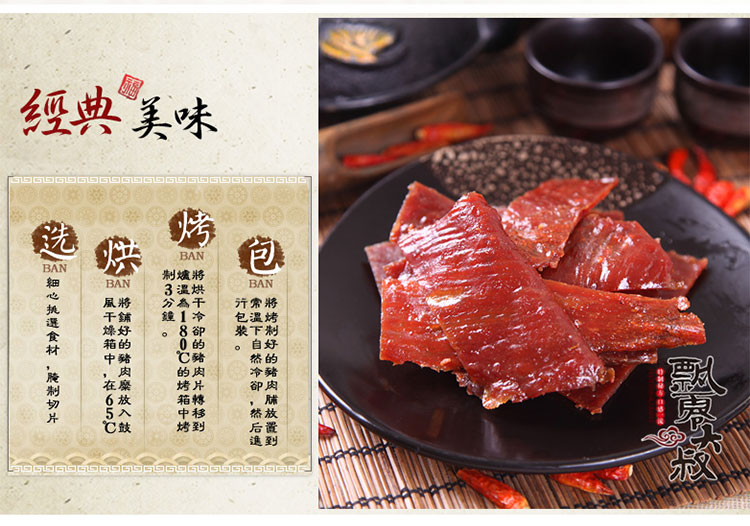 經典美味
福
選
BAN
細心挑選食材,腌制切片
烘
BAN
將鋪好的豬肉糜放入鼓
風干燥箱中,在65℃
烤
BAN
將烘干冷卻的豬肉片轉移到
爐溫為180℃的烤箱中烤
制3分鐘。
包
BAN
將烤制好的豬肉脯放置到
常溫下自然冷卻,然后進
行包裝。
飄零大叔